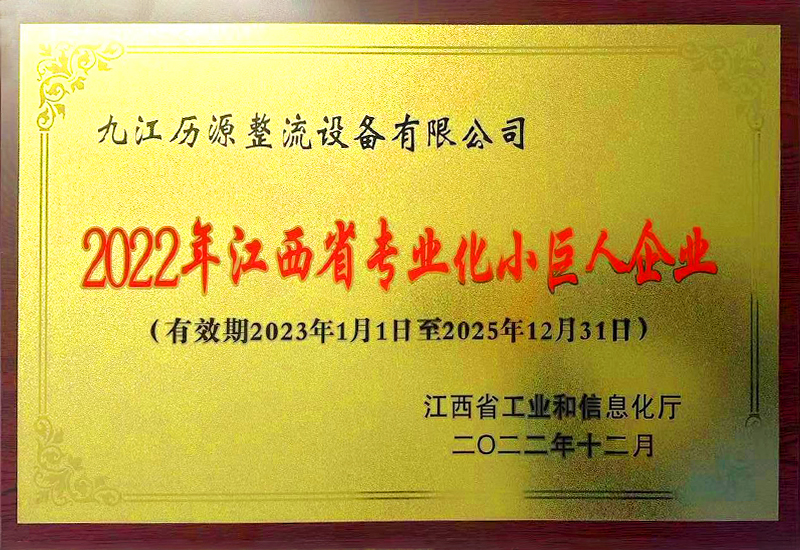 九江历源整流设备有限公司
2022年江西省专业化小巨人企业
（有效期2023年1月1日至2025年12月31日）
江西省工业和信息化厅
二〇二二年十二月